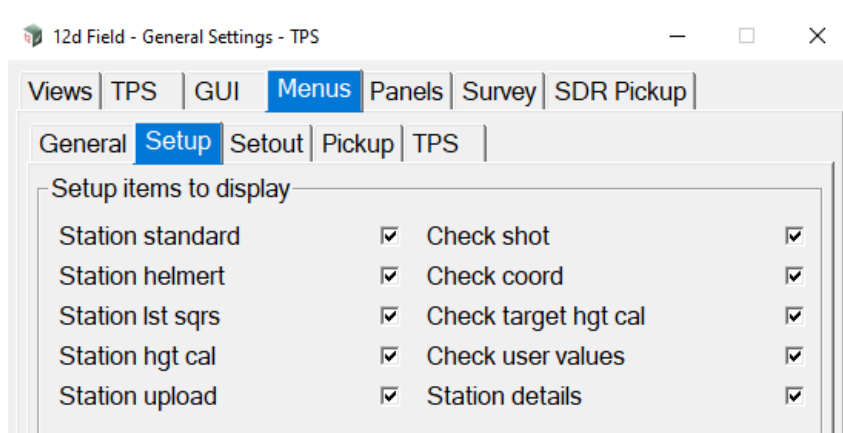 12d Field - General Settings - TPS
Views TPS GUI Menus Panels Survey SDR Pickup
General Setup Setout Pickup TPS
Setup items to display
Station standard Check shot
Station helmert Check coord
Station lst sqrs Check target hgt cal
Station hgt cal Check user values
Station upload Station details